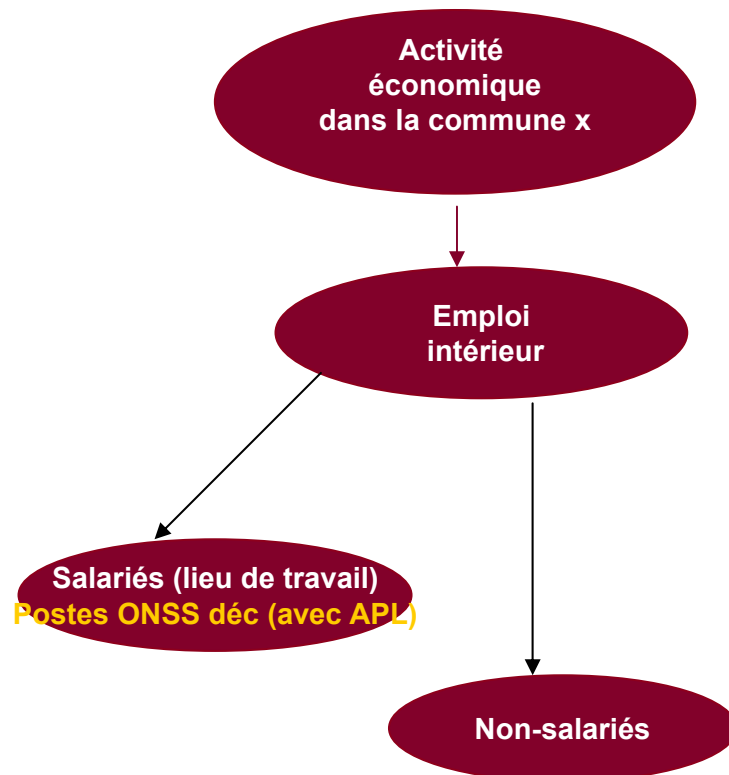 Activité
économique
dans la commune x
Emploi
intérieur
Salariés (lieu de travail)
Postes ONSS déc (avec APL)
Non-salariés